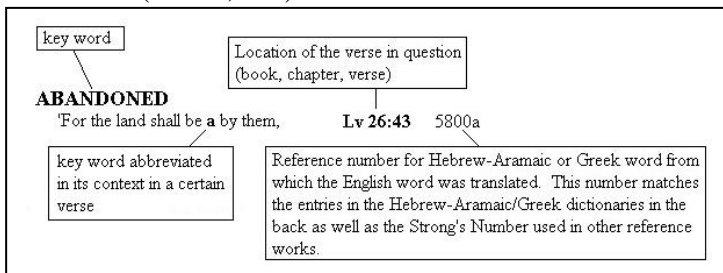 key word
Location of the verse in question
(book, chapter, verse)
ABANDONED
'For the land shall be a by them, Lv 26:43 5800a
key word abbreviated
in its context in a certain
verse
Reference number for Hebrew-Aramaic or Greek word from
which the English word was translated. This number matches
the entries in the Hebrew-Aramaic/Greek dictionaries in the
back as well as the Strong's Number used in other reference
works.